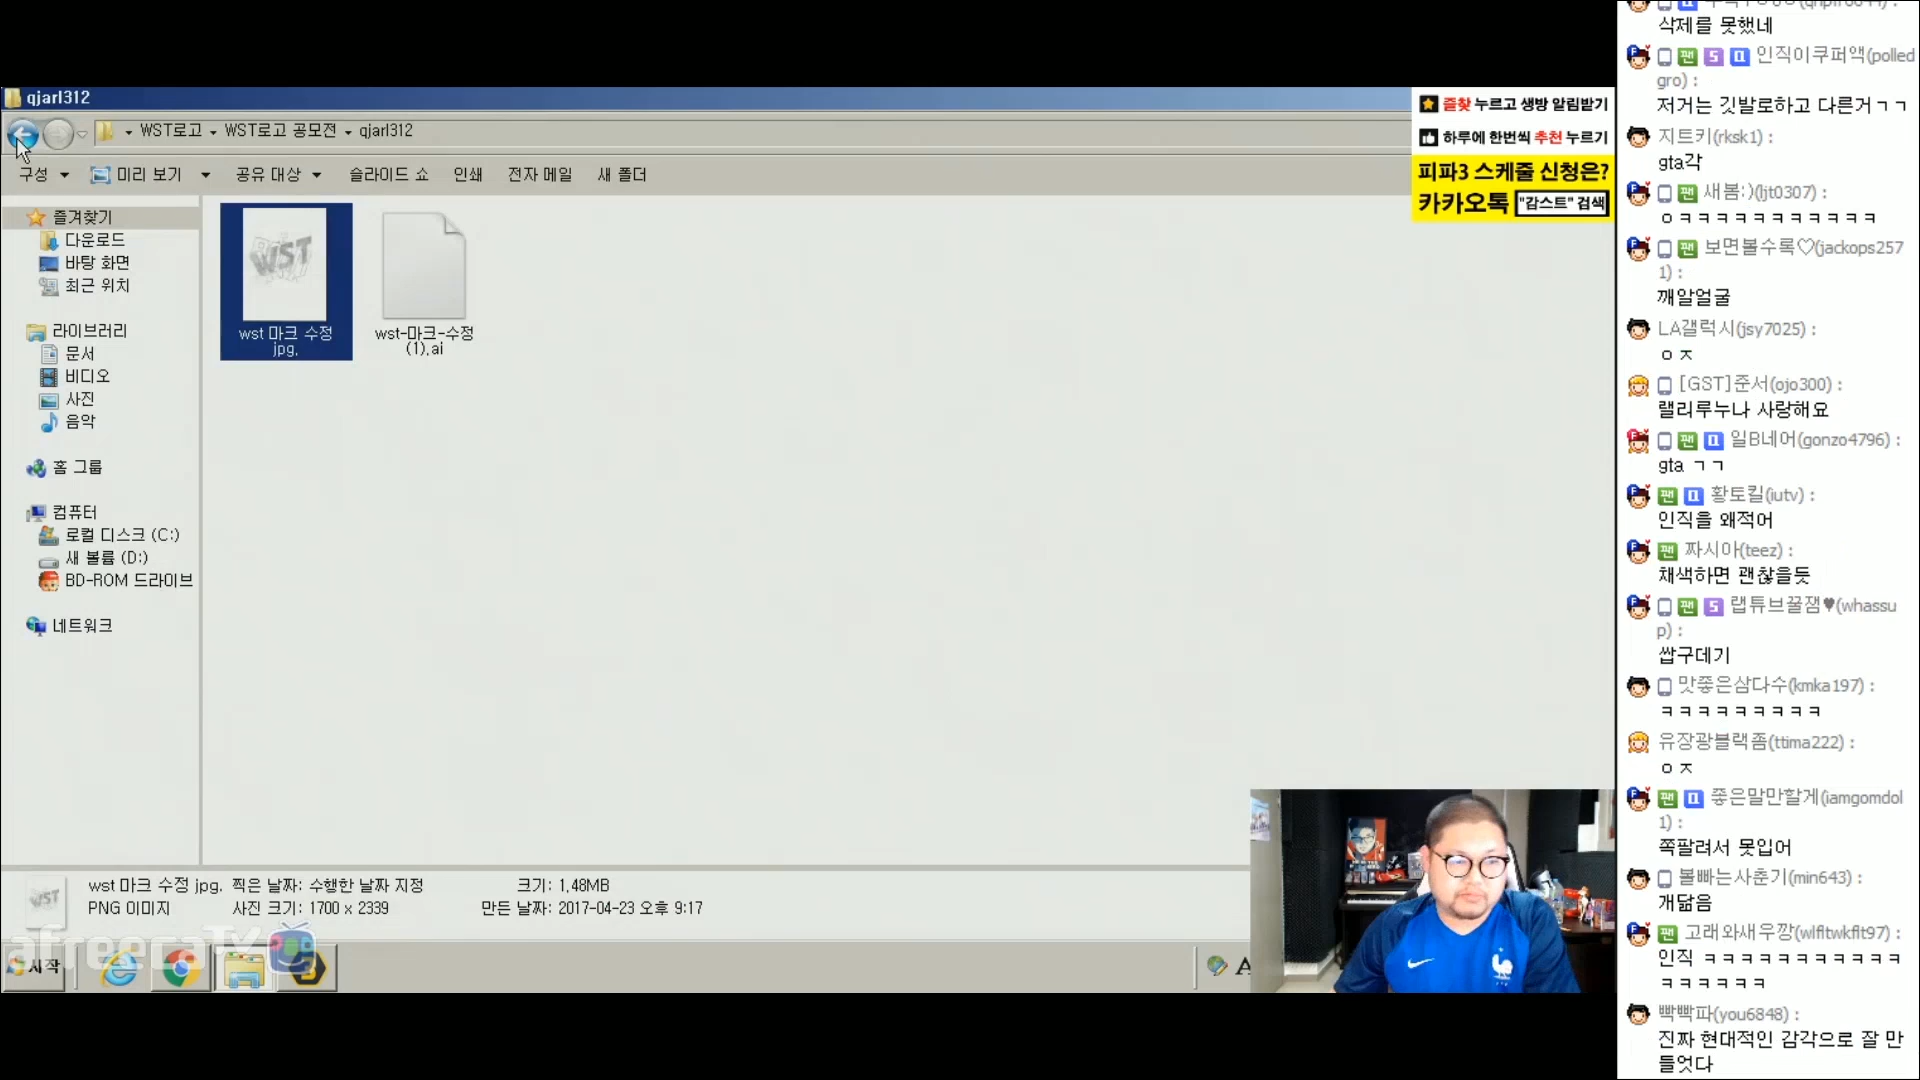 qjarl312
WST로고 WST로고 공모전 qjarl312
구성 미리 보기 공유 대상 슬라이드 쇼 인쇄 전자 메일 새 폴더
즐겨찾기
다운로드
바탕 화면
최근 위치
라이브러리
문서
비디오
사진
음악
홈 그룹
컴퓨터
로컬 디스크 (C:)
새 볼륨 (D:)
BD-ROM 드라이브
네트워크
WST
wst 마크 수정
jpg.
wst-마크-수정
(1).ai
즐찾 누르고 생방 알림받기
하루에 한번씩 추천 누르기
피파3 스케줄 신청은?
카카오톡 "감스트" 검색
WST
wst 마크 수정 jpg. 찍은 날짜: 수행한 날짜 지정 크기: 1.48MB
PNG 이미지 사진 크기: 1700 x 2339 만든 날짜: 2017-04-23 오후 9:17
afreecaTV
시작
A
삭제를 못했네
팬 S 인직이쿠퍼액(polled
gro) :
저거는 깃발로하고 다른거ㄱㄱ
지트키(rksk1) :
gta각
팬 새봄:)(ljt0307) :
ㅇㅋㅋㅋㅋㅋㅋㅋㅋㅋㅋㅋ
팬 보면볼수록♡(jackops257
1) :
깨알얼굴
LA갤럭시(jsy7025) :
ㅇㅈ
[GST]준서(ojo300) :
랠리루누나 사랑해요
팬 일B네어(gonzo4796) :
gta ㄱㄱ
팬 황토킬(iutv) :
인직을 왜적어
팬 짜시아(teez) :
채색하면 괜찮을듯
팬 S 랩튜브꿀잼♥(whassu
p) :
쌉구데기
맛좋은삼다수(kmka197) :
ㅋㅋㅋㅋㅋㅋㅋㅋㅋ
유장광블랙좀(ttima222) :
ㅇㅈ
팬 좋은말만할게(iamgomdol
1) :
쪽팔려서 못입어
볼빠는사춘기(min643) :
개닮음
팬 고래와새우깡(wlfltwkflt97) :
인직 ㅋㅋㅋㅋㅋㅋㅋㅋㅋㅋㅋ
ㅋㅋㅋㅋㅋㅋ
빡빡파(you6848) :
진짜 현대적인 감각으로 잘 만
들엇다